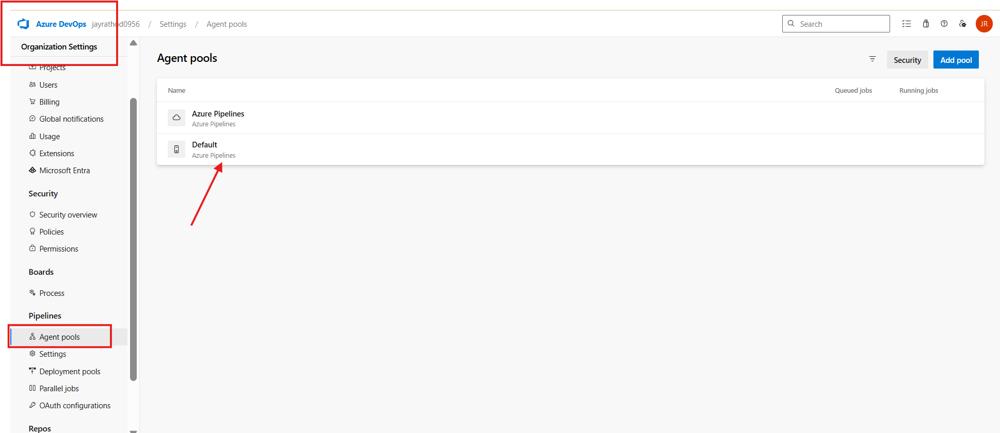 Azure DevOps jayrathod0956 / Settings / Agent pools
Search
JR
Organization Settings
Projects
Users
Billing
Global notifications
Usage
Extensions
Microsoft Entra
Security
Security overview
Policies
Permissions
Boards
Process
Pipelines
Agent pools
Settings
Deployment pools
Parallel jobs
OAuth configurations
Repos
Agent pools
Security
Add pool
Name Queued jobs Running jobs
Azure Pipelines
Azure Pipelines
Default
Azure Pipelines